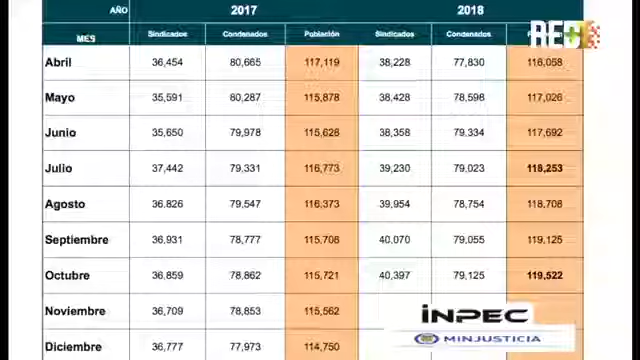 AÑO 2017 2018
MES Sindicados Condenados Población Sindicados Condenados
RED+
Abril 36,454 80,665 117,119 38,228 77,830 116,058
Mayo 35,591 80,287 115,878 38,428 78,598 117,026
Junio 35,650 79,978 115,628 38,358 79,334 117,692
Julio 37,442 79,331 116,773 39,230 79,023 118,253
Agosto 36,826 79,547 116,373 39,954 78,754 118,708
Septiembre 36,931 78,777 115,708 40,070 79,055 119,125
Octubre 36,859 78,862 115,721 40,397 79,125 119,522
Noviembre 36,709 78,853 115,562
Diciembre 36,777 77,973 114,750
INPEC
MINJUSTICIA